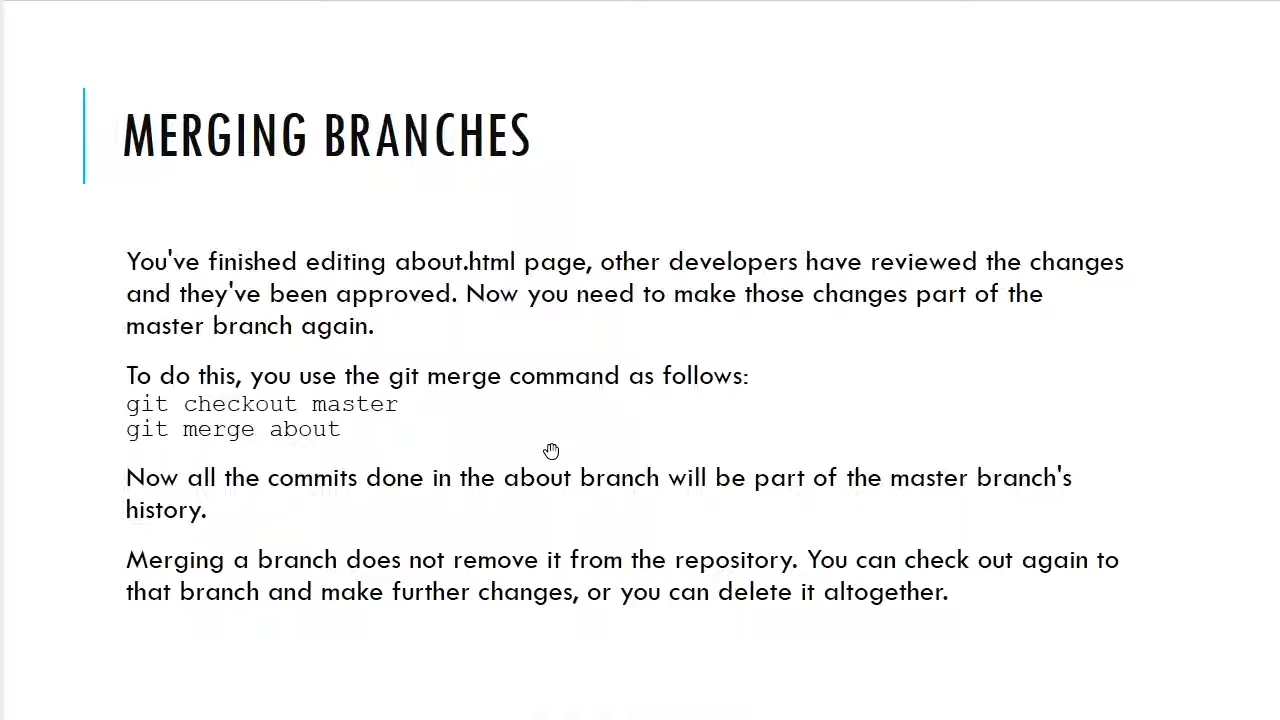 MERGING BRANCHES
You've finished editing about.html page, other developers have reviewed the changes
and they've been approved. Now you need to make those changes part of the
master branch again.
To do this, you use the git merge command as follows:
git checkout master
git merge about
Now all the commits done in the about branch will be part of the master branch's
history.
Merging a branch does not remove it from the repository. You can check out again to
that branch and make further changes, or you can delete it altogether.